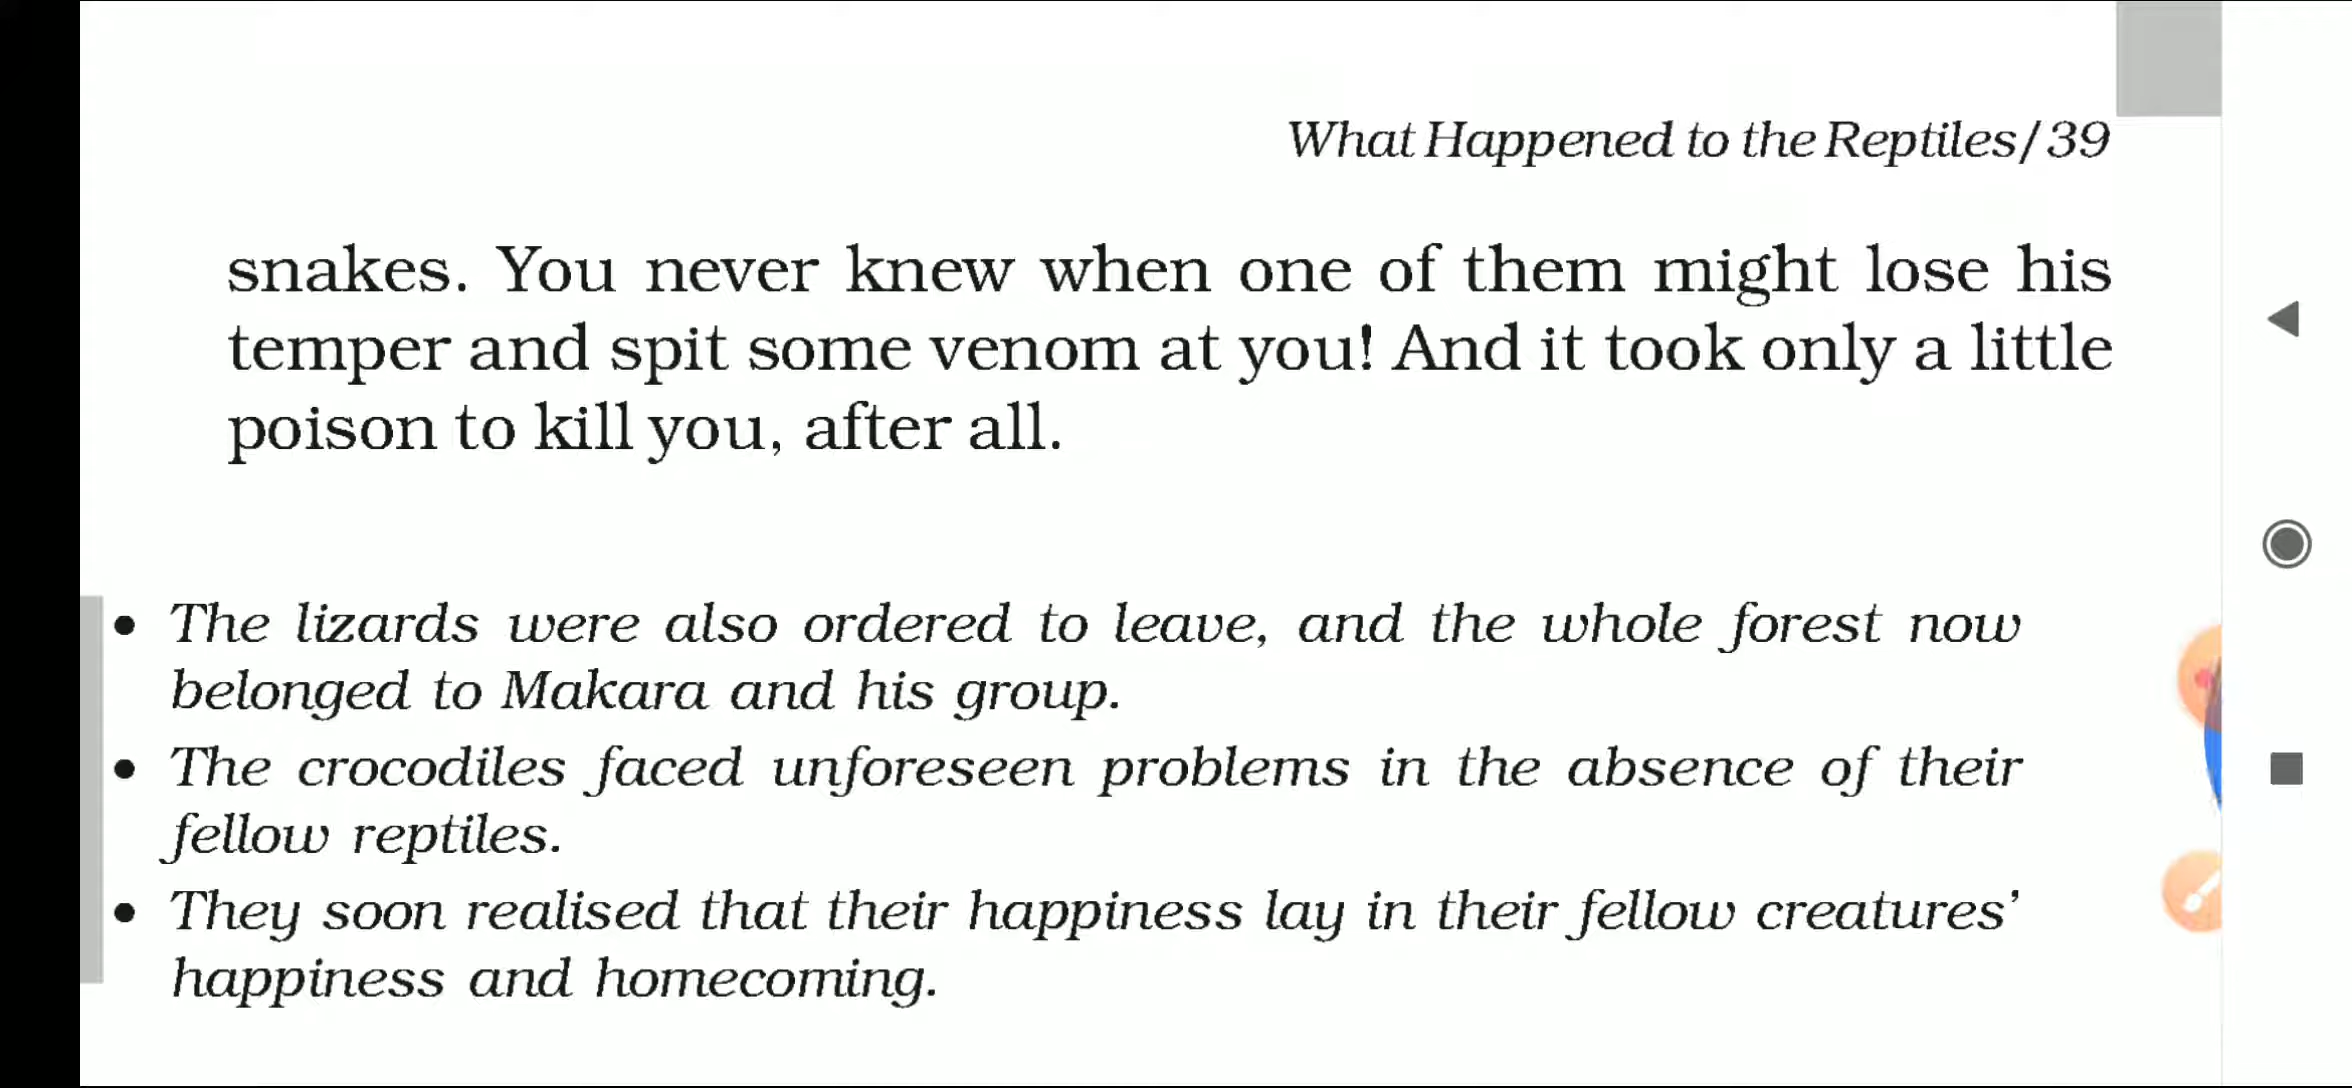 What Happened to the Reptiles/39
snakes. You never knew when one of them might lose his
temper and spit some venom at you! And it took only a little
poison to kill you, after all.
• The lizards were also ordered to leave, and the whole forest now
belonged to Makara and his group.
• The crocodiles faced unforeseen problems in the absence of their
fellow reptiles.
• They soon realised that their happiness lay in their fellow creatures’
happiness and homecoming.